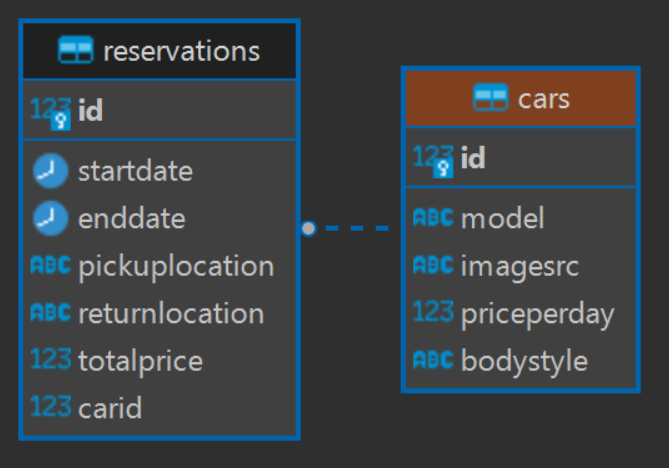 reservations
123 id
startdate
enddate
ABC pickuplocation
ABC returnlocation
123 totalprice
123 carid
cars
123 id
ABC model
ABC imagesrc
123 priceperday
ABC bodystyle